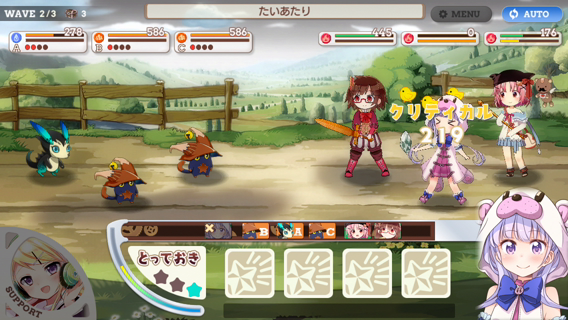 WAVE 2/3
3
たいあたり
MENU
AUTO
278
586
586
445
0
176
A
B
C
クリティカル
219
B
A
C
とっておき
SUPPORT